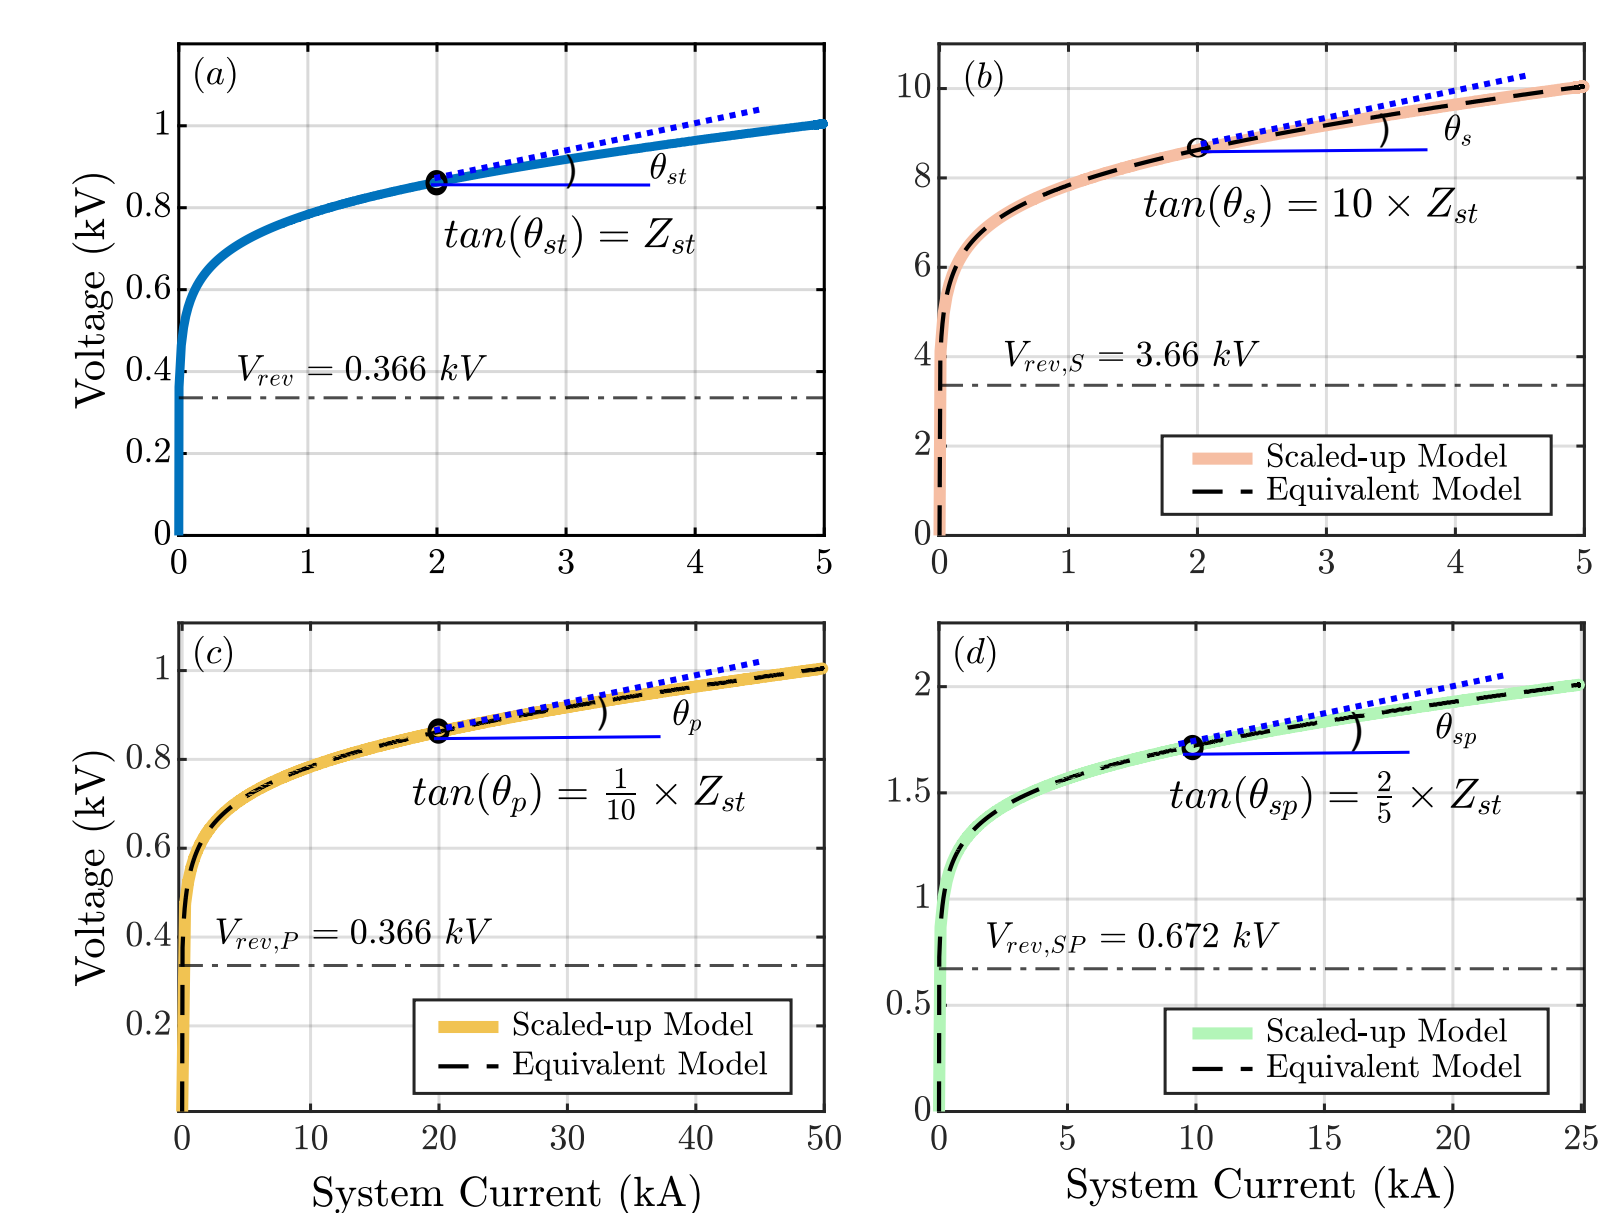 (a)
1
0.8
0.6
0.4
0.2
0
0 1 2 3 4 5
Voltage (kV)
θ_st
tan(θ_st) = Z_st
V_rev = 0.366 kV
(b)
10
8
6
4
2
0
0 1 2 3 4 5
θ_s
tan(θ_s) = 10 × Z_st
V_rev,S = 3.66 kV
Scaled-up Model
Equivalent Model
(c)
1
0.8
0.6
0.4
0.2
0 10 20 30 40 50
Voltage (kV)
System Current (kA)
θ_p
tan(θ_p) = 1/10 × Z_st
V_rev,P = 0.366 kV
Scaled-up Model
Equivalent Model
(d)
2
1.5
1
0.5
0
0 5 10 15 20 25
System Current (kA)
θ_sp
tan(θ_sp) = 2/5 × Z_st
V_rev,SP = 0.672 kV
Scaled-up Model
Equivalent Model